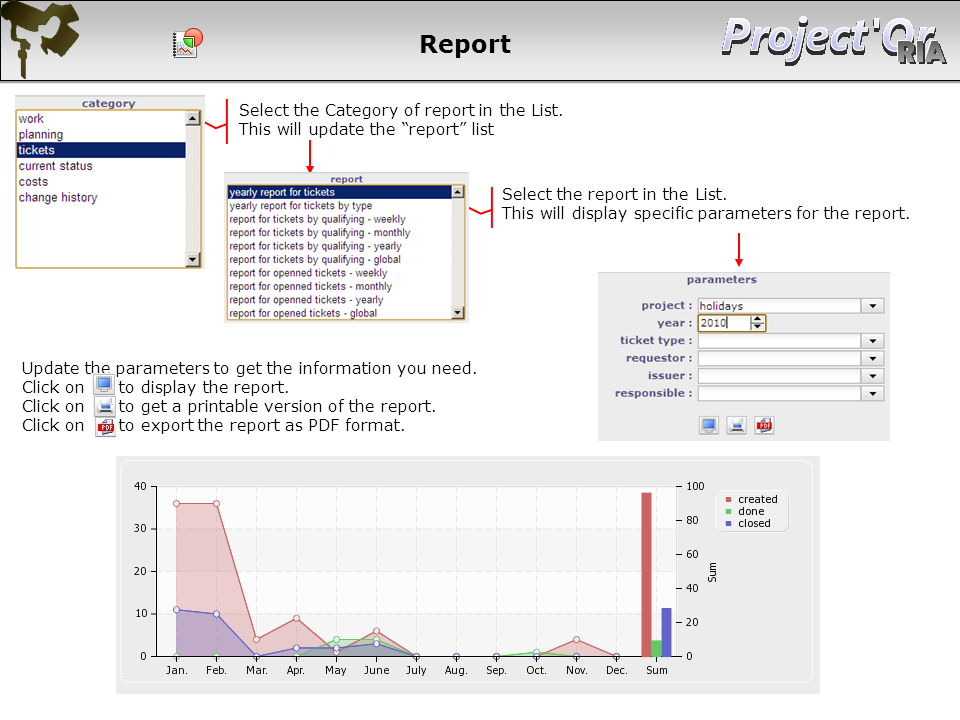 Report
Project'Or
RIA
category
work
planning
tickets
current status
costs
change history
Select the Category of report in the List.
This will update the “report” list
report
yearly report for tickets
yearly report for tickets by type
report for tickets by qualifying - weekly
report for tickets by qualifying - monthly
report for tickets by qualifying - yearly
report for tickets by qualifying - global
report for openned tickets - weekly
report for openned tickets - monthly
report for openned tickets - yearly
report for opened tickets - global
Select the report in the List.
This will display specific parameters for the report.
parameters
project : holidays
year : 2010
ticket type :
requestor :
issuer :
responsible :
PDF
Update the parameters to get the information you need.
Click on to display the report.
Click on to get a printable version of the report.
Click on PDF to export the report as PDF format.
40
30
20
10
0
100
80
60
40
20
0
Sum
created
done
closed
Jan. Feb. Mar. Apr. May June July Aug. Sep. Oct. Nov. Dec. Sum